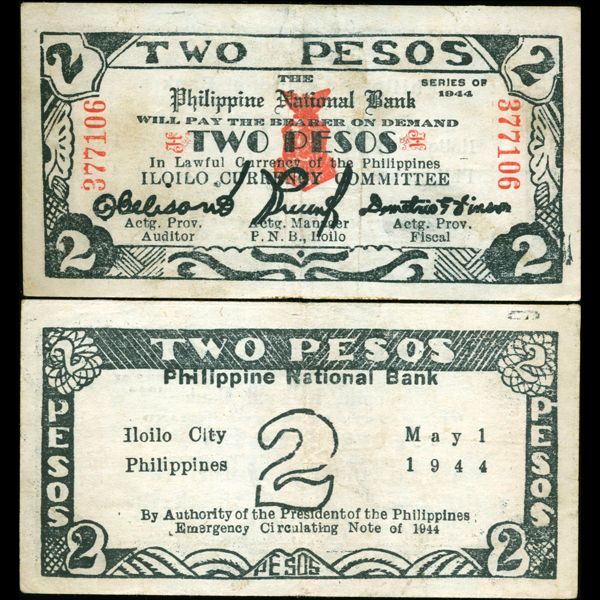 2 TWO PESOS 2
THE
SERIES OF
1944
Philippine National Bank
WILL PAY THE BEARER ON DEMAND
377106 TWO PESOS 377106
In Lawful Currency of the Philippines
ILOILO CURRENCY COMMITTEE
Actg. Prov.
Auditor
Actg. Manager
P. N. B., Iloilo
Actg. Prov.
Fiscal
2 2
2 TWO PESOS 2
Philippine National Bank
PESOS PESOS
Iloilo City
Philippines
2
May 1
1944
By Authority of the President of the Philippines
Emergency Circulating Note of 1944
2 PESOS 2